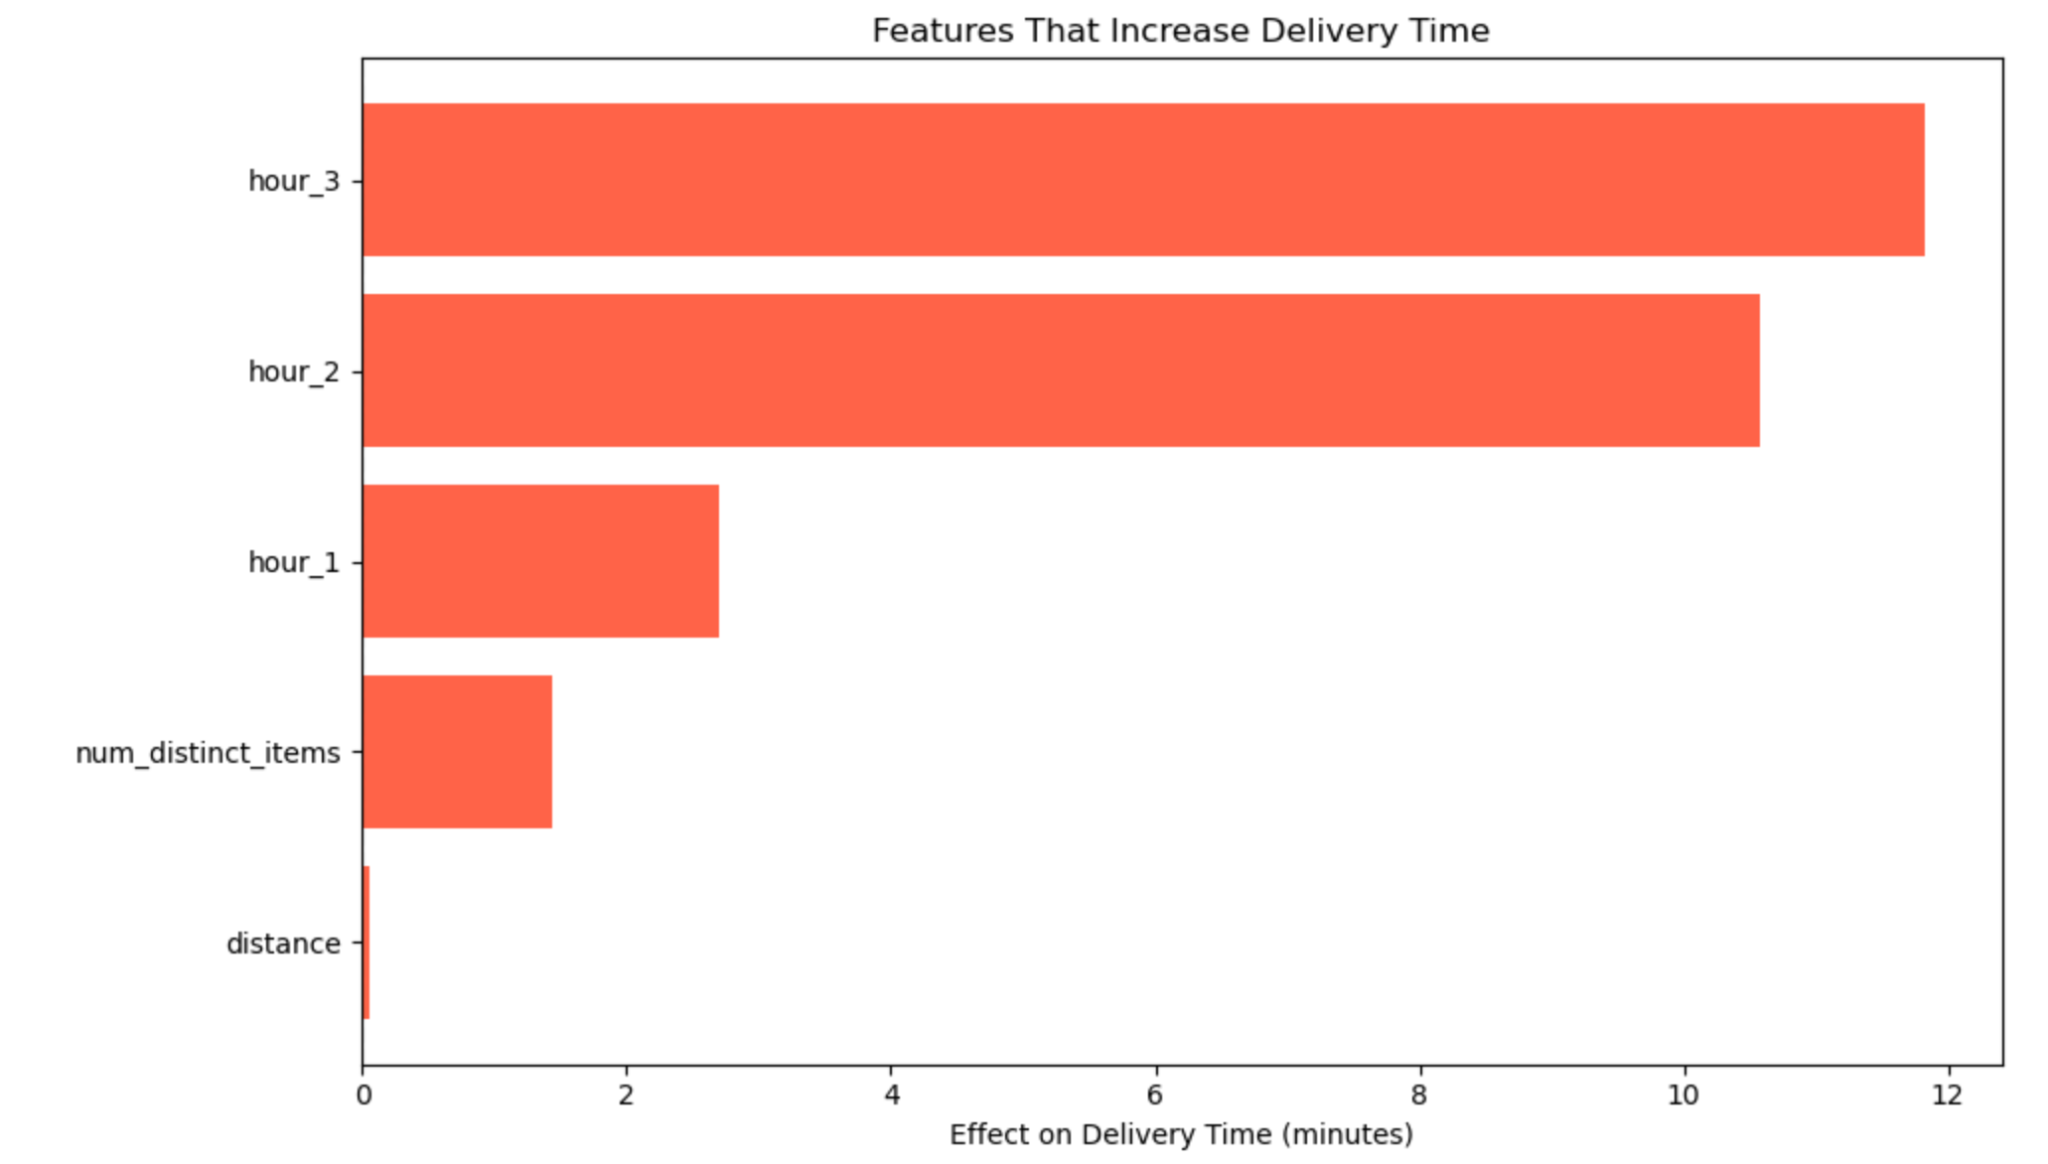 Features That Increase Delivery Time
hour_3
hour_2
hour_1
num_distinct_items
distance
0 2 4 6 8 10 12
Effect on Delivery Time (minutes)